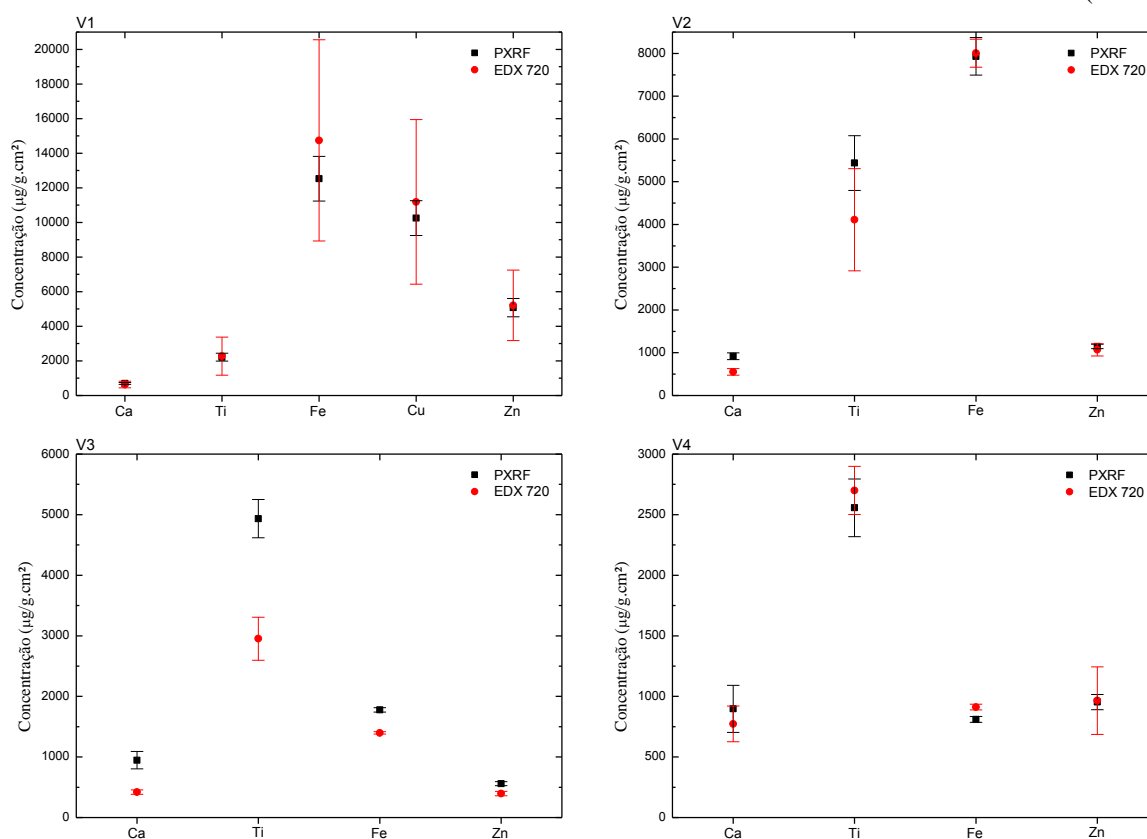 (
V1
PXRF
EDX 720
Concentração (µg/g.cm²)
20000
18000
16000
14000
12000
10000
8000
6000
4000
2000
0
Ca Ti Fe Cu Zn
V2
PXRF
EDX 720
Concentração (µg/g.cm²)
8000
7000
6000
5000
4000
3000
2000
1000
0
Ca Ti Fe Zn
V3
PXRF
EDX 720
Concentração (µg/g.cm²)
6000
5000
4000
3000
2000
1000
0
Ca Ti Fe Zn
V4
PXRF
EDX 720
Concentração (µg/g.cm²)
3000
2500
2000
1500
1000
500
0
Ca Ti Fe Zn